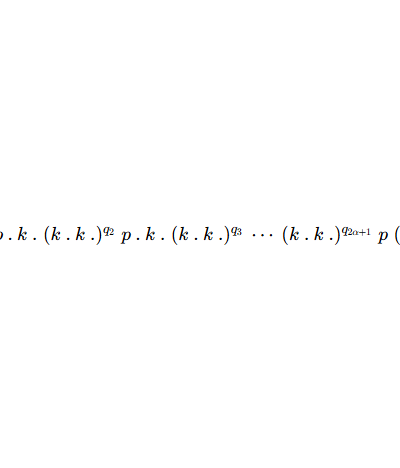 . k . (k . k .)^{q_2} p . k . (k . k .)^{q_3} ⋯ (k . k .)^{q_{2α+1}} p (